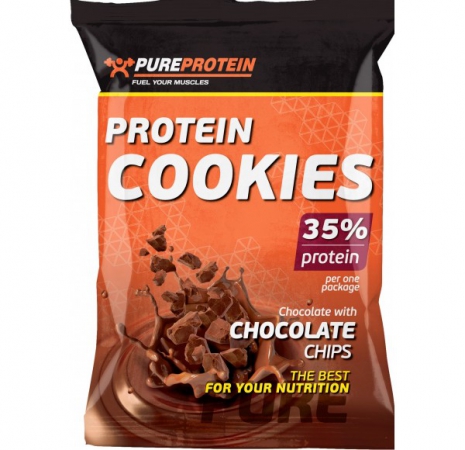 PUREPROTEIN
FUEL YOUR MUSCLES
PROTEIN
COOKIES
35%
protein
per one
package
Chocolate with
CHOCOLATE
CHIPS
THE BEST
FOR YOUR NUTRITION
PURE